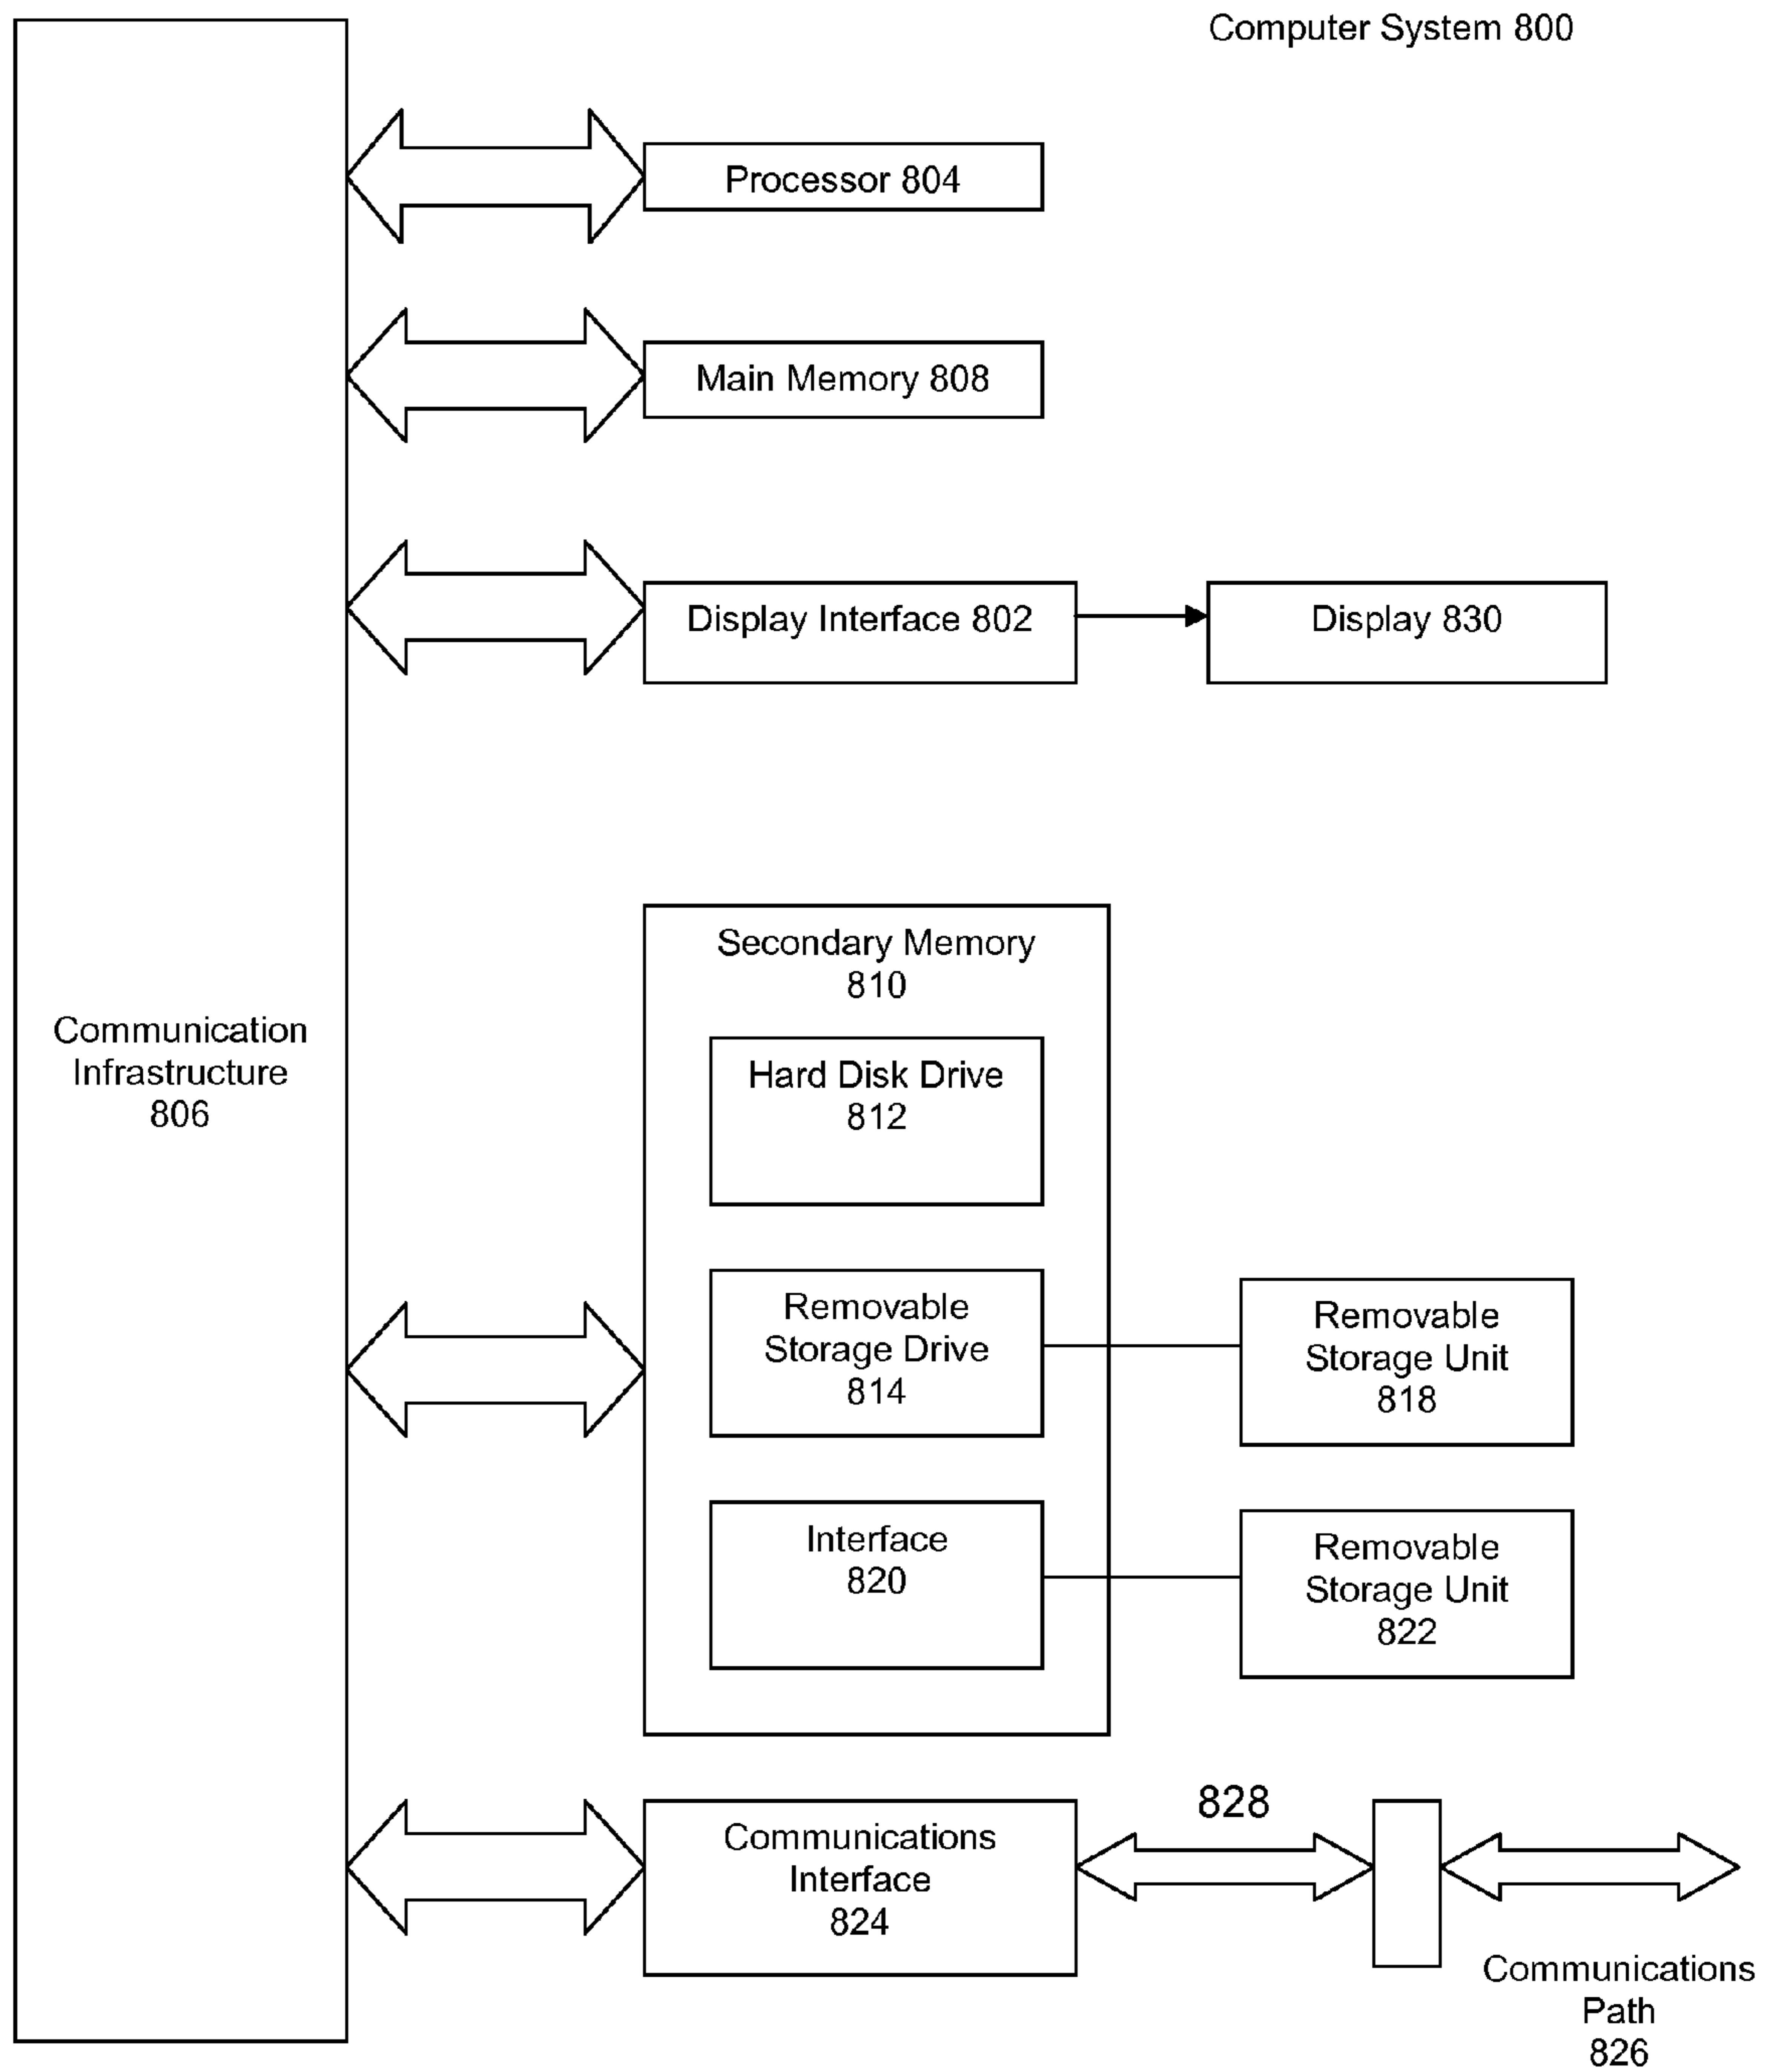 Computer System 800
Processor 804
Main Memory 808
Display Interface 802
Display 830
Communication
Infrastructure
806
Secondary Memory
810
Hard Disk Drive
812
Removable
Storage Drive
814
Removable
Storage Unit
818
Interface
820
Removable
Storage Unit
822
Communications
Interface
824
828
Communications
Path
826